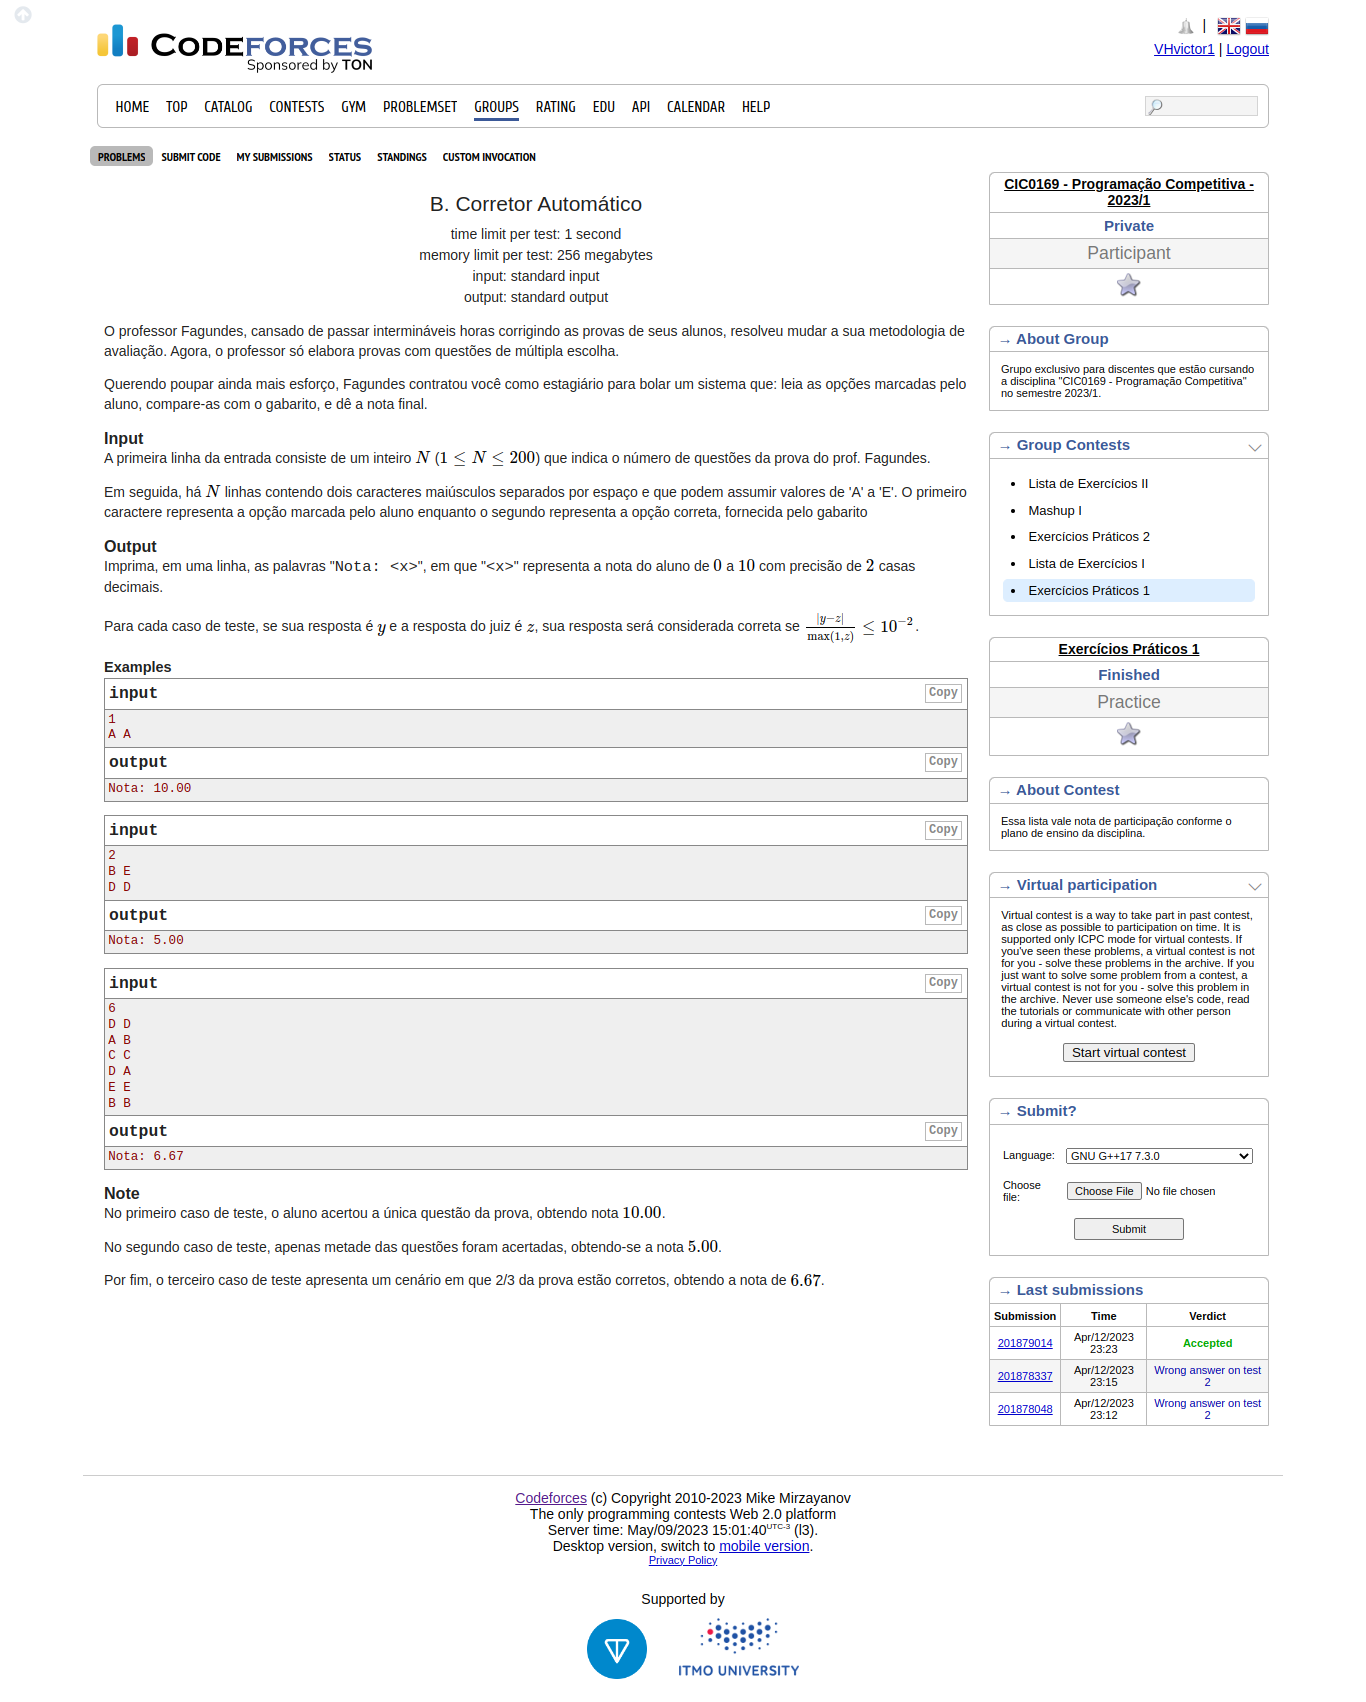 CODEFORCES
Sponsored by TON
|
VHvictor1 | Logout
HOME TOP CATALOG CONTESTS GYM PROBLEMSET GROUPS RATING EDU API CALENDAR HELP
PROBLEMS SUBMIT CODE MY SUBMISSIONS STATUS STANDINGS CUSTOM INVOCATION
B. Corretor Automático
time limit per test: 1 second
memory limit per test: 256 megabytes
input: standard input
output: standard output
O professor Fagundes, cansado de passar intermináveis horas corrigindo as provas de seus alunos, resolveu mudar a sua metodologia de
avaliação. Agora, o professor só elabora provas com questões de múltipla escolha.
Querendo poupar ainda mais esforço, Fagundes contratou você como estagiário para bolar um sistema que: leia as opções marcadas pelo
aluno, compare-as com o gabarito, e dê a nota final.
Input
A primeira linha da entrada consiste de um inteiro N (1 ≤ N ≤ 200) que indica o número de questões da prova do prof. Fagundes.
Em seguida, há N linhas contendo dois caracteres maiúsculos separados por espaço e que podem assumir valores de 'A' a 'E'. O primeiro
caractere representa a opção marcada pelo aluno enquanto o segundo representa a opção correta, fornecida pelo gabarito
Output
Imprima, em uma linha, as palavras "Nota: <x>", em que "<x>" representa a nota do aluno de 0 a 10 com precisão de 2 casas
decimais.
Para cada caso de teste, se sua resposta é y e a resposta do juiz é z, sua resposta será considerada correta se |y−z| / max(1,z) ≤ 10⁻².
Examples
input Copy
1
A A
output Copy
Nota: 10.00
input Copy
2
B E
D D
output Copy
Nota: 5.00
input Copy
6
D D
A B
C C
D A
E E
B B
output Copy
Nota: 6.67
Note
No primeiro caso de teste, o aluno acertou a única questão da prova, obtendo nota 10.00.
No segundo caso de teste, apenas metade das questões foram acertadas, obtendo-se a nota 5.00.
Por fim, o terceiro caso de teste apresenta um cenário em que 2/3 da prova estão corretos, obtendo a nota de 6.67.
CIC0169 - Programação Competitiva -
2023/1
Private
Participant
→ About Group
Grupo exclusivo para discentes que estão cursando
a disciplina "CIC0169 - Programação Competitiva"
no semestre 2023/1.
→ Group Contests
• Lista de Exercícios II
• Mashup I
• Exercícios Práticos 2
• Lista de Exercícios I
• Exercícios Práticos 1
Exercícios Práticos 1
Finished
Practice
→ About Contest
Essa lista vale nota de participação conforme o
plano de ensino da disciplina.
→ Virtual participation
Virtual contest is a way to take part in past contest,
as close as possible to participation on time. It is
supported only ICPC mode for virtual contests. If
you've seen these problems, a virtual contest is not
for you - solve these problems in the archive. If you
just want to solve some problem from a contest, a
virtual contest is not for you - solve this problem in
the archive. Never use someone else's code, read
the tutorials or communicate with other person
during a virtual contest.
Start virtual contest
→ Submit?
Language: GNU G++17 7.3.0
Choose
file: Choose File No file chosen
Submit
→ Last submissions
Submission Time Verdict
201879014 Apr/12/2023 23:23 Accepted
201878337 Apr/12/2023 23:15 Wrong answer on test 2
201878048 Apr/12/2023 23:12 Wrong answer on test 2
Codeforces (c) Copyright 2010-2023 Mike Mirzayanov
The only programming contests Web 2.0 platform
Server time: May/09/2023 15:01:40 UTC-3 (l3).
Desktop version, switch to mobile version.
Privacy Policy
Supported by
ITMO UNIVERSITY